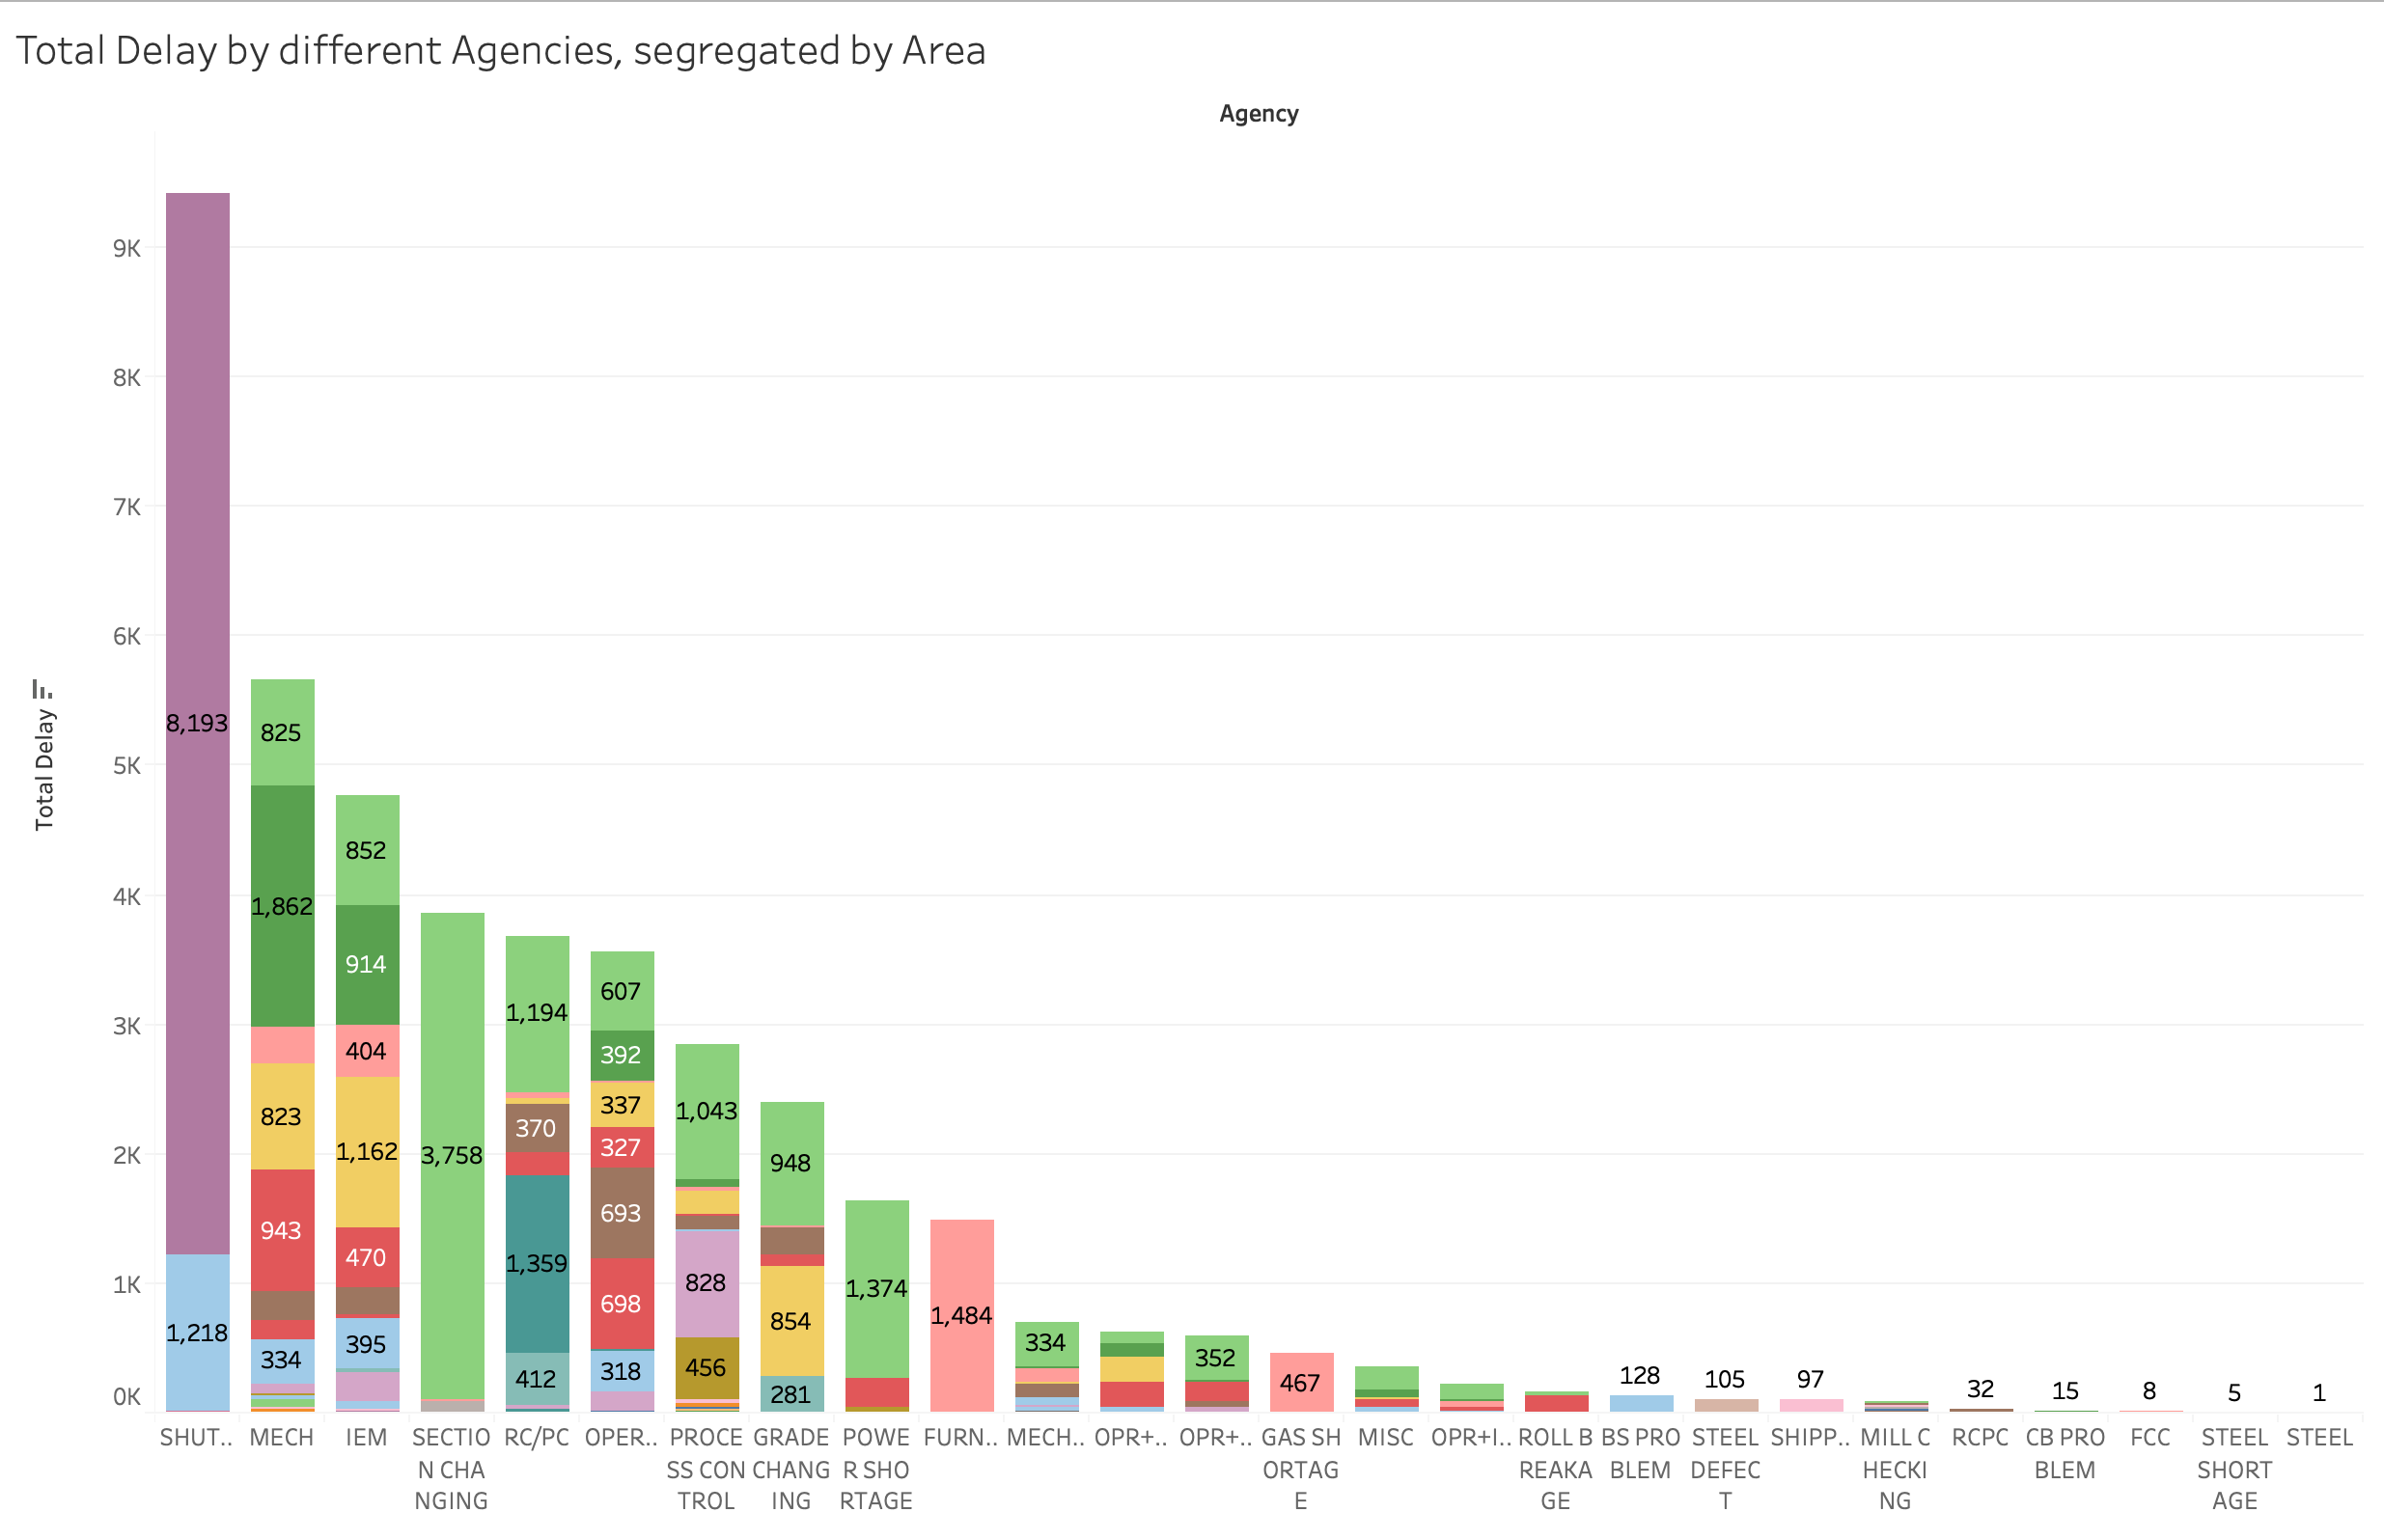 Total Delay by different Agencies, segregated by Area
Agency
Total Delay
9K
8K
7K
6K
5K
4K
3K
2K
1K
0K
8,193
1,218
825
1,862
823
943
334
852
914
404
1,162
470
395
3,758
1,194
370
1,359
412
607
392
337
327
693
698
318
1,043
828
456
948
854
281
1,374
1,484
334
352
467
128
105
97
32
15
8
5
1
SHUT..
MECH
IEM
SECTIO
N CHA
NGING
RC/PC
OPER..
PROCE
SS CON
TROL
GRADE
CHANG
ING
POWE
R SHO
RTAGE
FURN..
MECH..
OPR+..
OPR+..
GAS SH
ORTAG
E
MISC
OPR+I..
ROLL B
REAKA
GE
BS PRO
BLEM
STEEL
DEFEC
T
SHIPP..
MILL C
HECKI
NG
RCPC
CB PRO
BLEM
FCC
STEEL
SHORT
AGE
STEEL